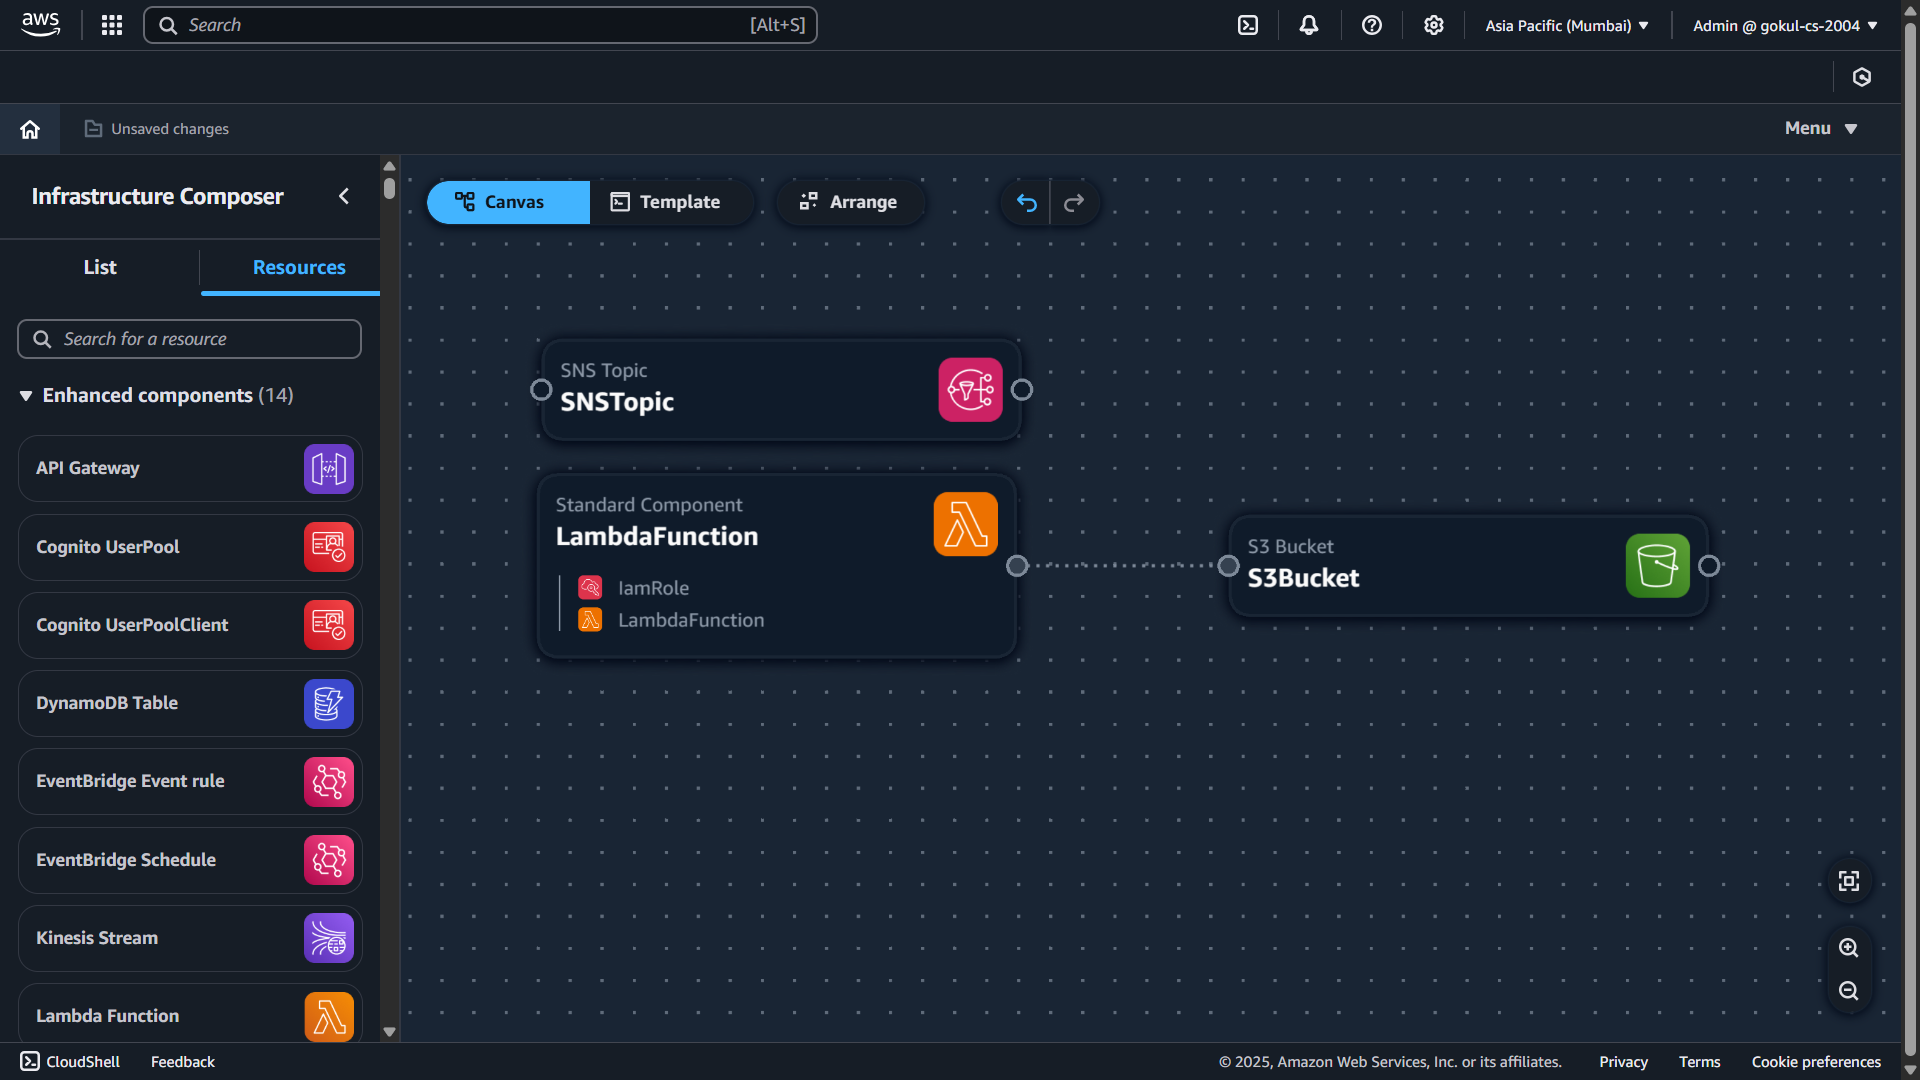 aws
Search [Alt+S]
Asia Pacific (Mumbai)
Admin @ gokul-cs-2004
Unsaved changes
Menu
Infrastructure Composer
List
Resources
Search for a resource
Enhanced components (14)
API Gateway
Cognito UserPool
Cognito UserPoolClient
DynamoDB Table
EventBridge Event rule
EventBridge Schedule
Kinesis Stream
Lambda Function
Canvas
Template
Arrange
SNS Topic
SNSTopic
Standard Component
LambdaFunction
IamRole
LambdaFunction
S3 Bucket
S3Bucket
CloudShell
Feedback
© 2025, Amazon Web Services, Inc. or its affiliates.
Privacy
Terms
Cookie preferences